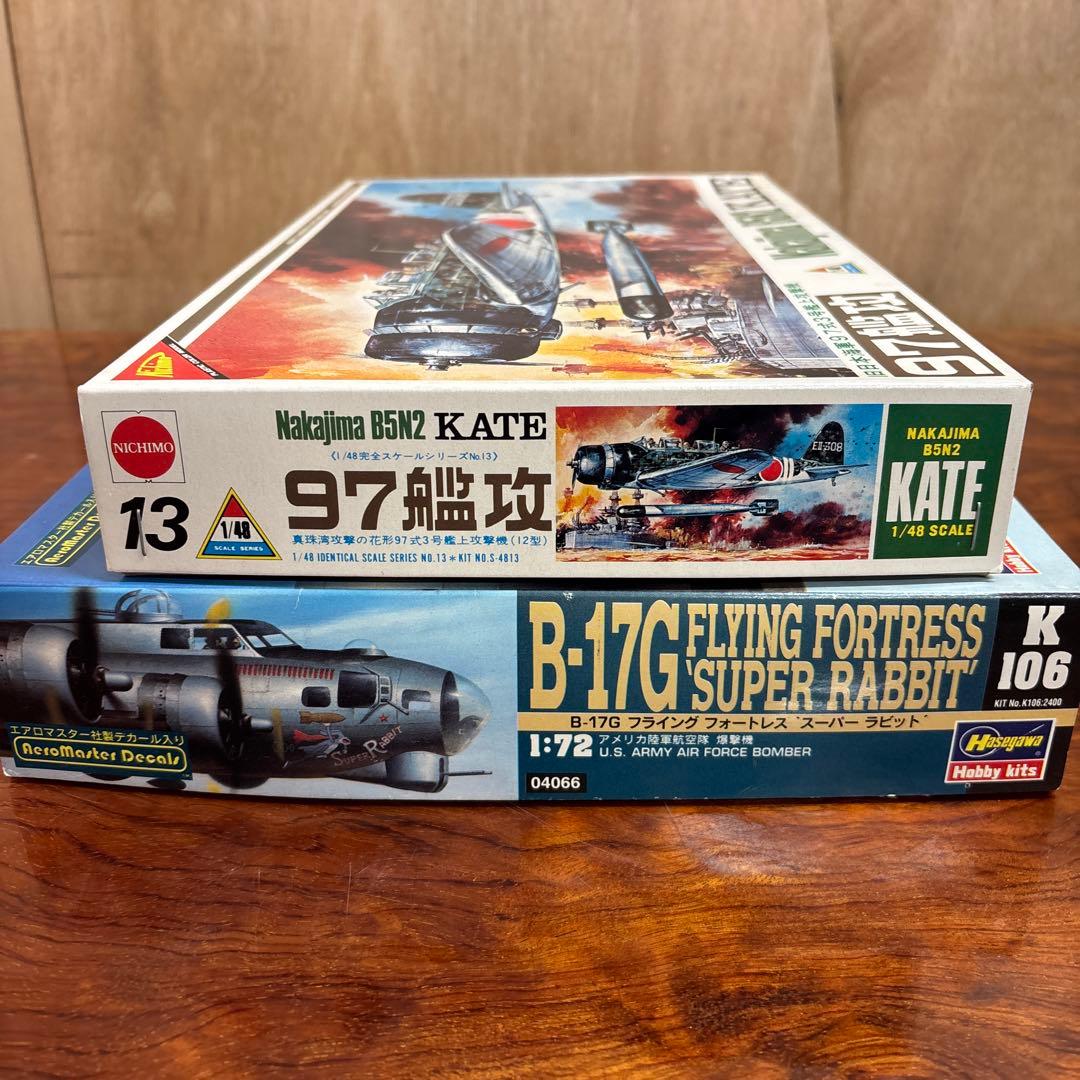 NICHIMO
13
1/48
SCALE SERIES
Nakajima B5N2 KATE
《1/48完全スケールシリーズNo.13》
97艦攻
真珠湾攻撃の花形97式3号艦上攻撃機(12型)
1/48 IDENTICAL SCALE SERIES NO.13 * KIT NO.S-4813
EⅡ-308
NAKAJIMA
B5N2
KATE
1/48 SCALE
エアロマスター社製デカール入り
AeroMaster Decals
SUPER RABBIT
B-17G FLYING FORTRESS
'SUPER RABBIT'
B-17G フライング フォートレス 'スーパー ラビット'
1:72 アメリカ陸軍航空隊 爆撃機
U.S. ARMY AIR FORCE BOMBER
04066
K
106
KIT No.K106:2400
Hasegawa
Hobby kits